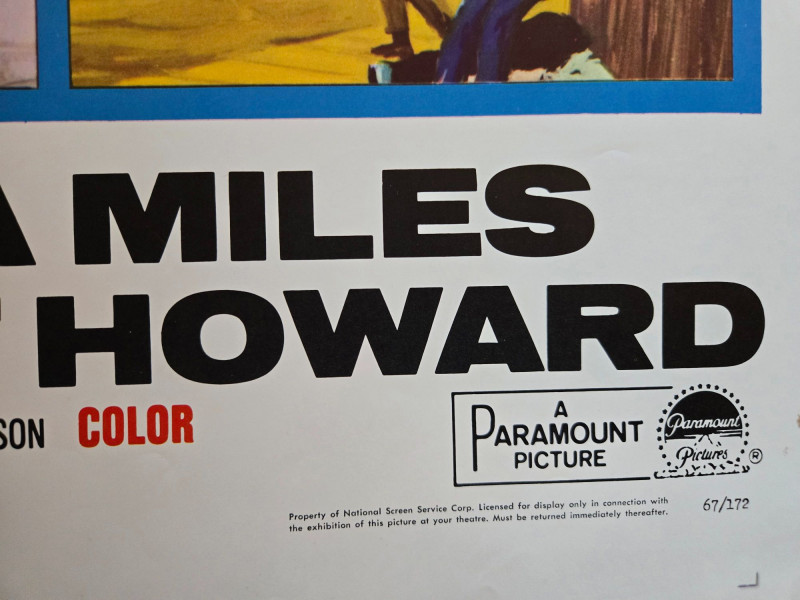 A MILES
T HOWARD
SON COLOR
A
PARAMOUNT
PICTURE
Paramount
Pictures
®
Property of National Screen Service Corp. Licensed for display only in connection with
the exhibition of this picture at your theatre. Must be returned immediately thereafter.
67/172